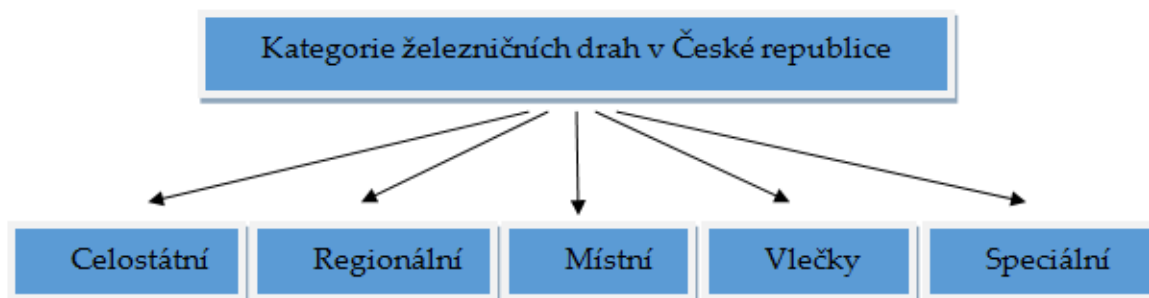 Kategorie železničních drah v České republice
Celostátní
Regionální
Místní
Vlečky
Speciální